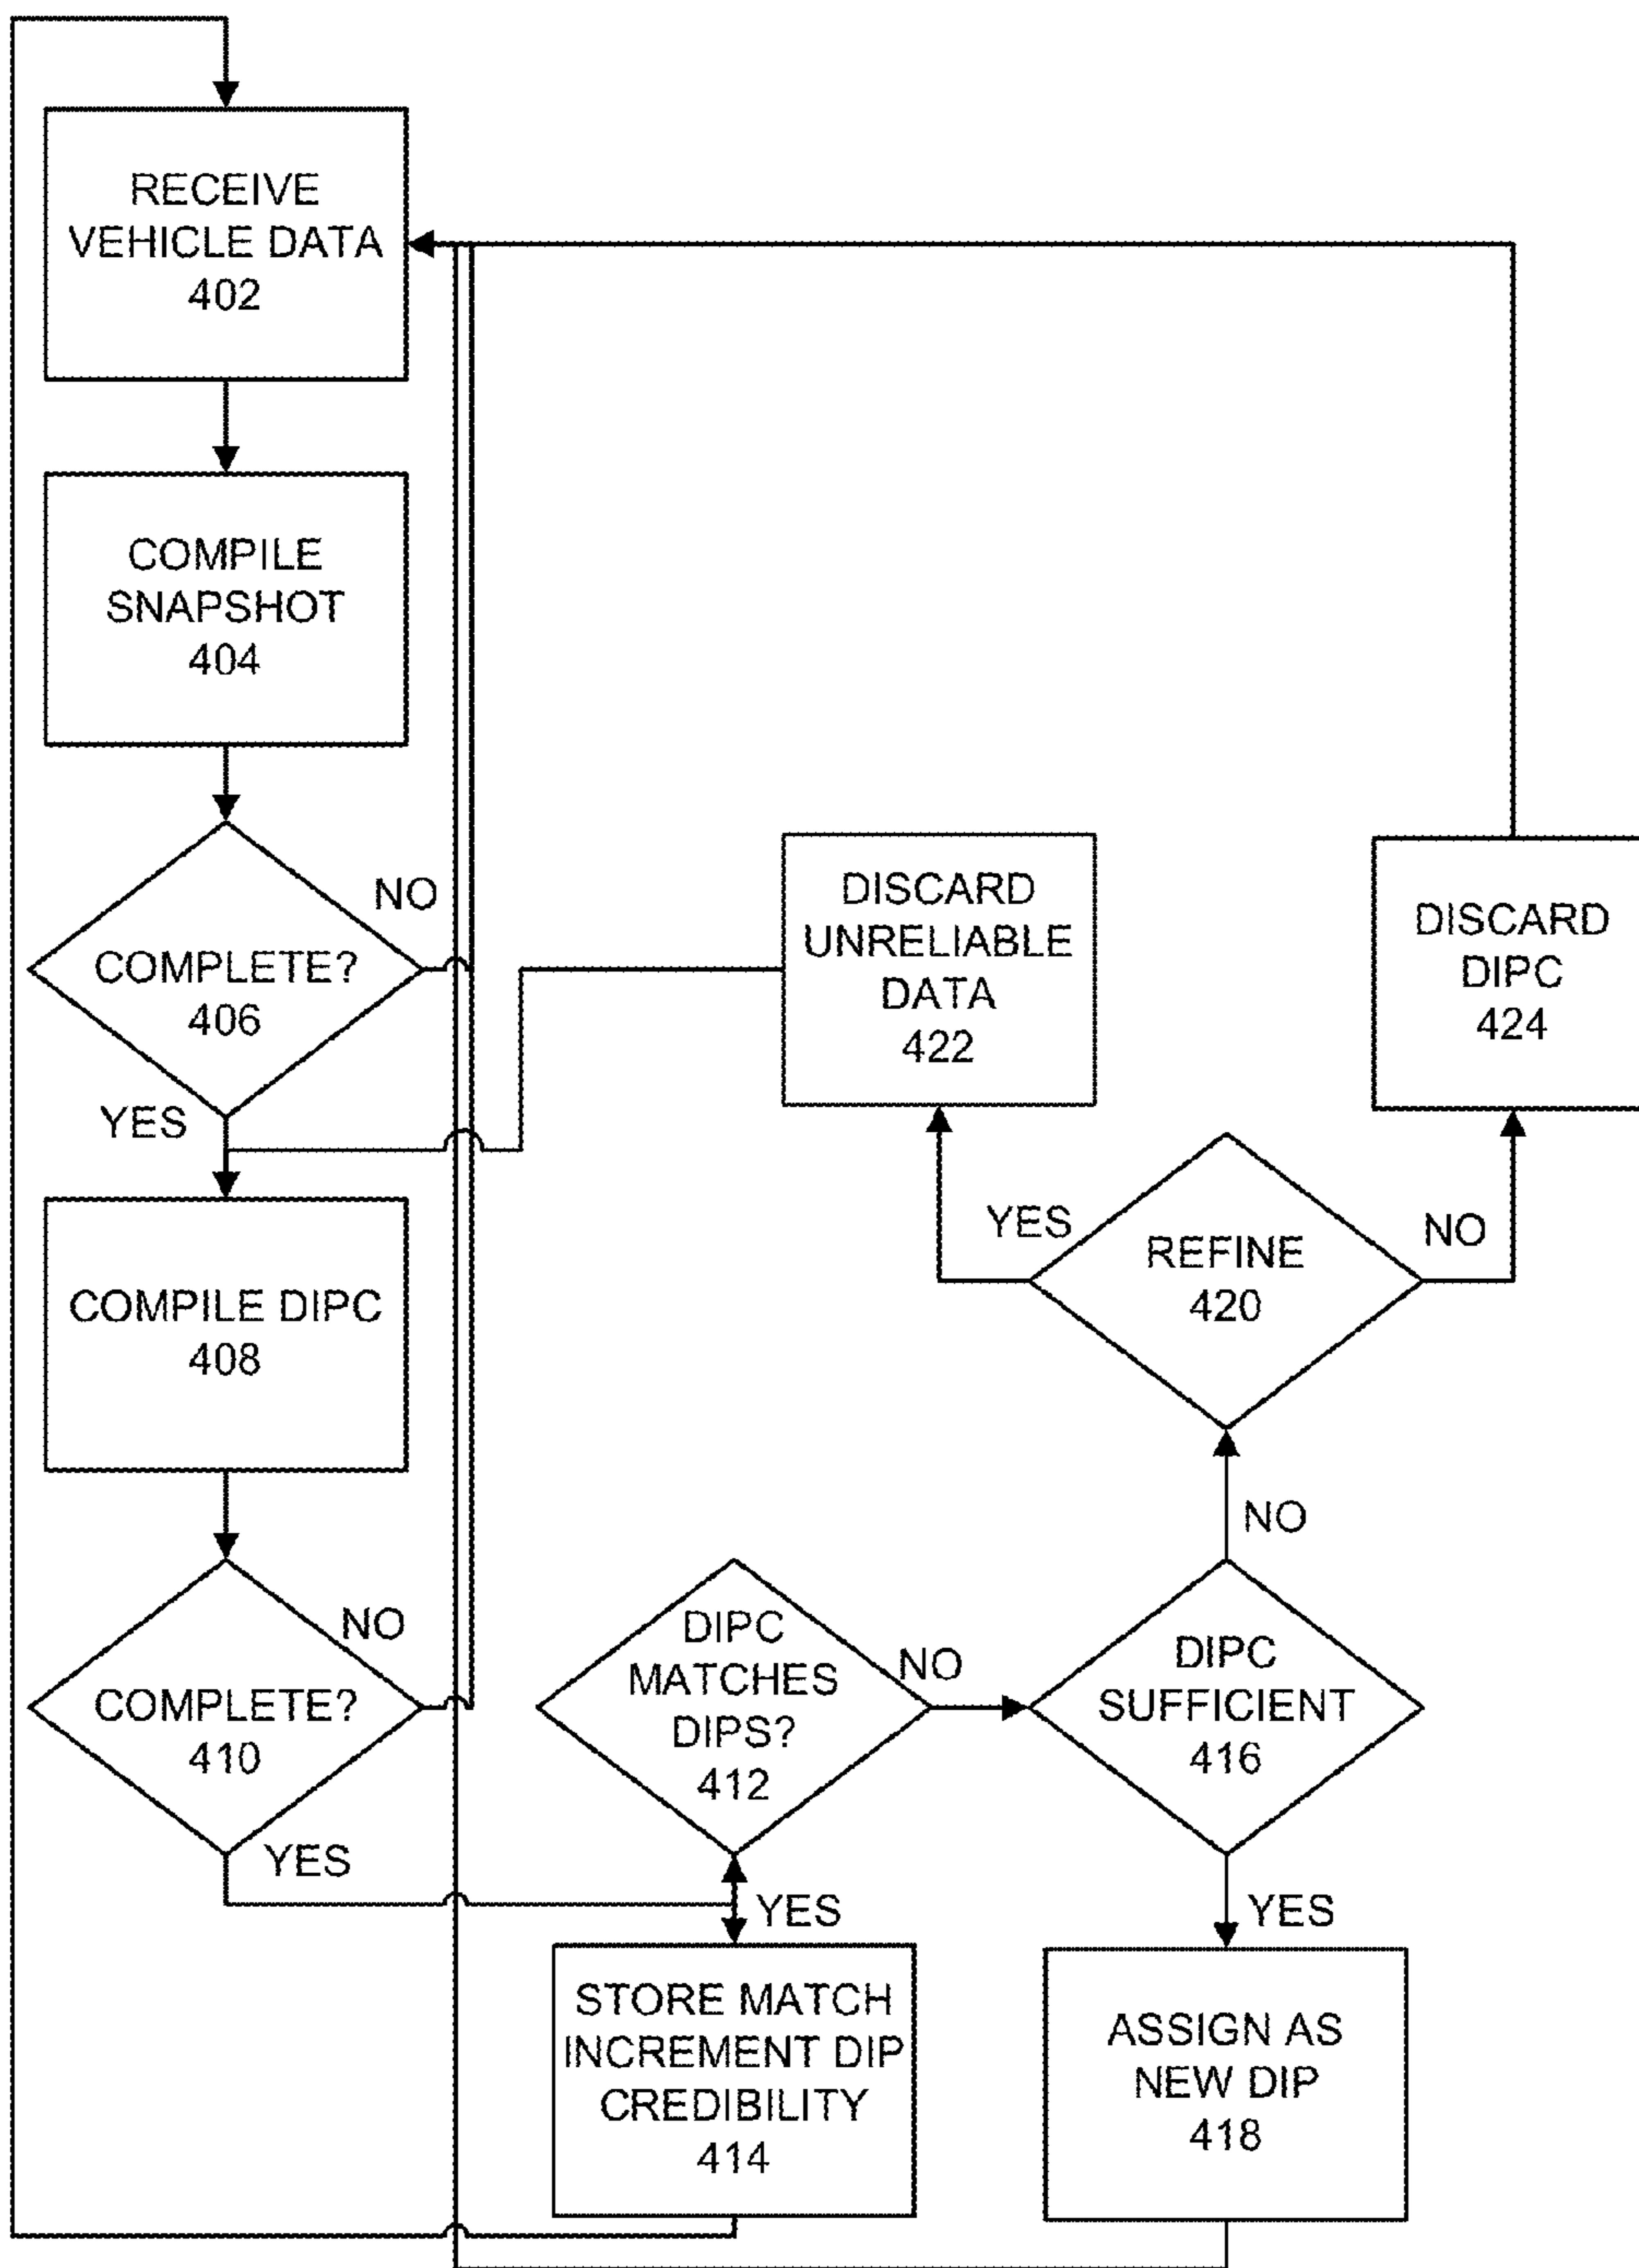 RECEIVE
VEHICLE DATA
402
COMPILE
SNAPSHOT
404
NO
COMPLETE?
406
YES
COMPILE DIPC
408
NO
COMPLETE?
410
YES
DIPC
MATCHES
DIPS?
412
NO
YES
STORE MATCH
INCREMENT DIP
CREDIBILITY
414
DIPC
SUFFICIENT
416
NO
YES
ASSIGN AS
NEW DIP
418
REFINE
420
YES
NO
DISCARD
UNRELIABLE
DATA
422
DISCARD
DIPC
424